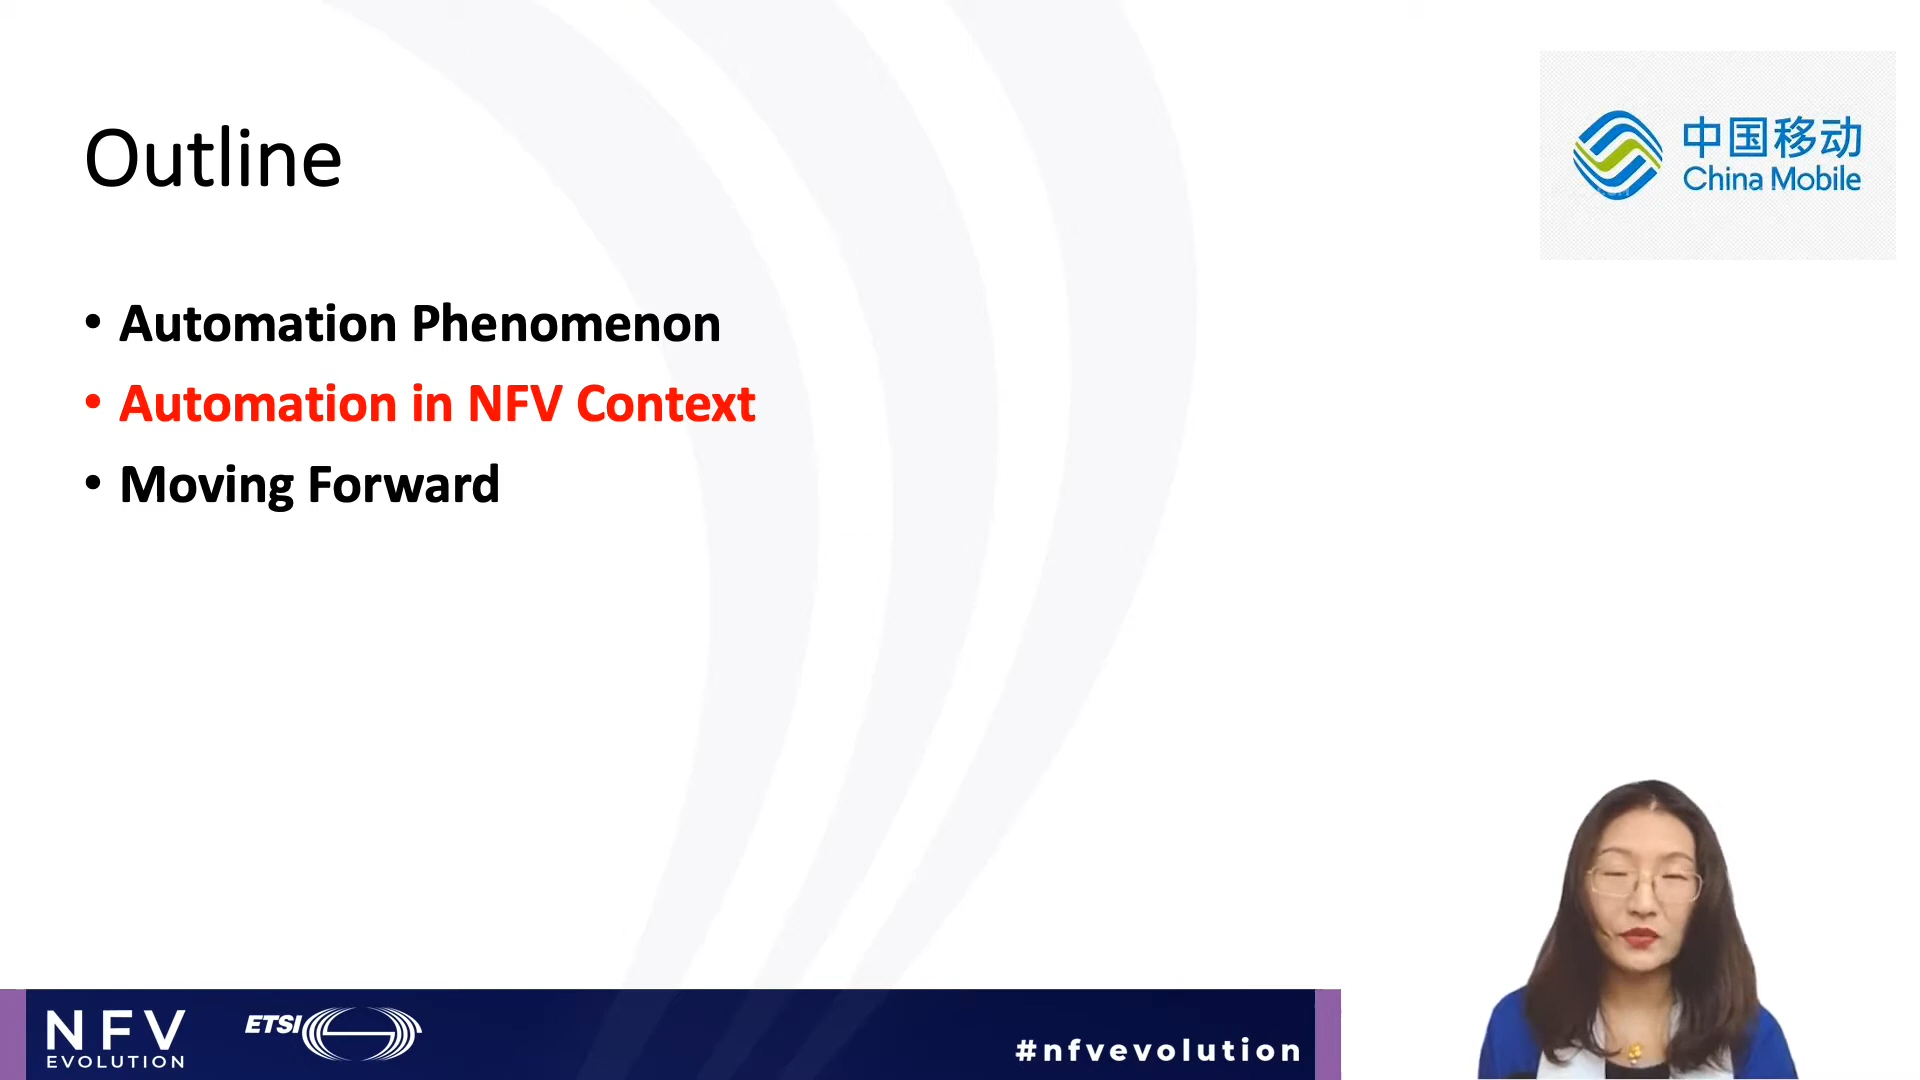 Outline
中国移动
China Mobile
• Automation Phenomenon
• Automation in NFV Context
• Moving Forward
NFV
EVOLUTION
ETSI
#nfvevolution